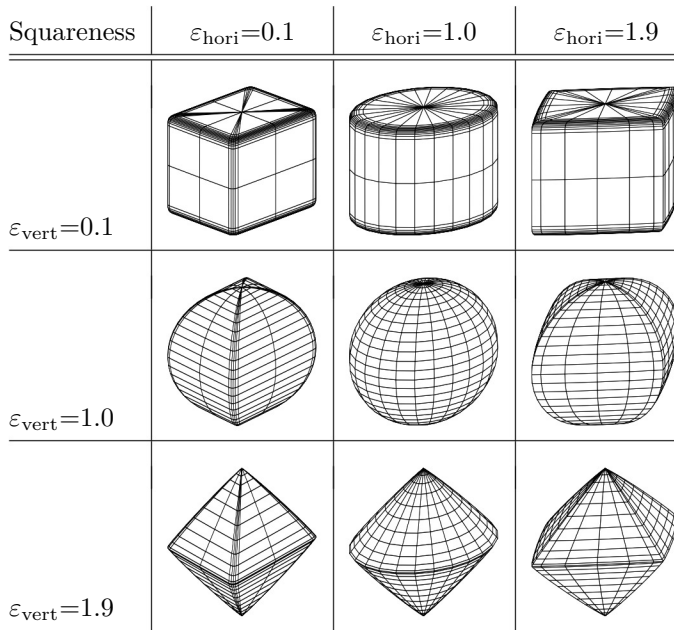 Squareness ε_hori=0.1 ε_hori=1.0 ε_hori=1.9
ε_vert=0.1
ε_vert=1.0
ε_vert=1.9